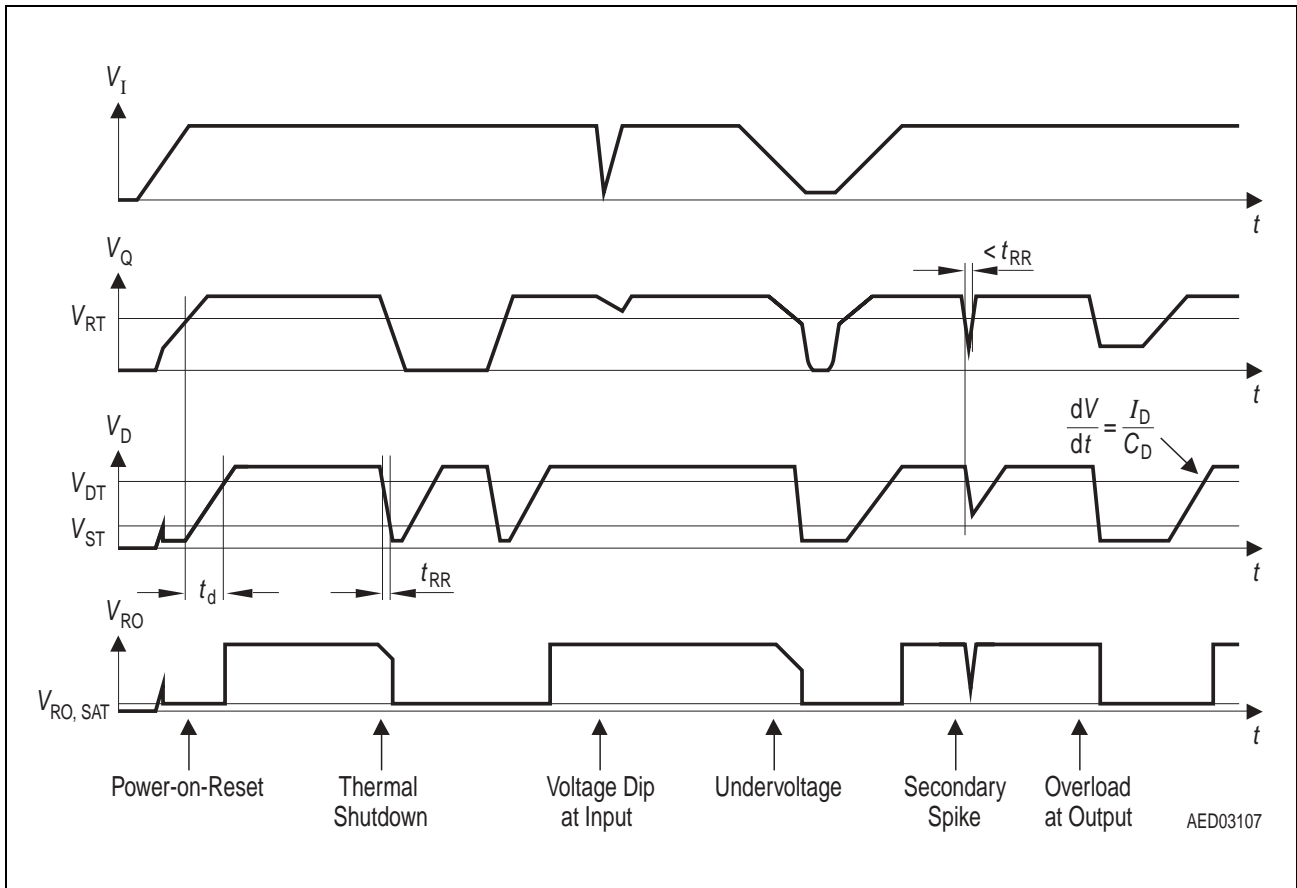 V_I
t
V_Q
< t_RR
V_RT
t
V_D
dV/dt = I_D/C_D
V_DT
V_ST
t
t_d
t_RR
V_RO
V_RO, SAT
t
Power-on-Reset
Thermal
Shutdown
Voltage Dip
at Input
Undervoltage
Secondary
Spike
Overload
at Output
AED03107